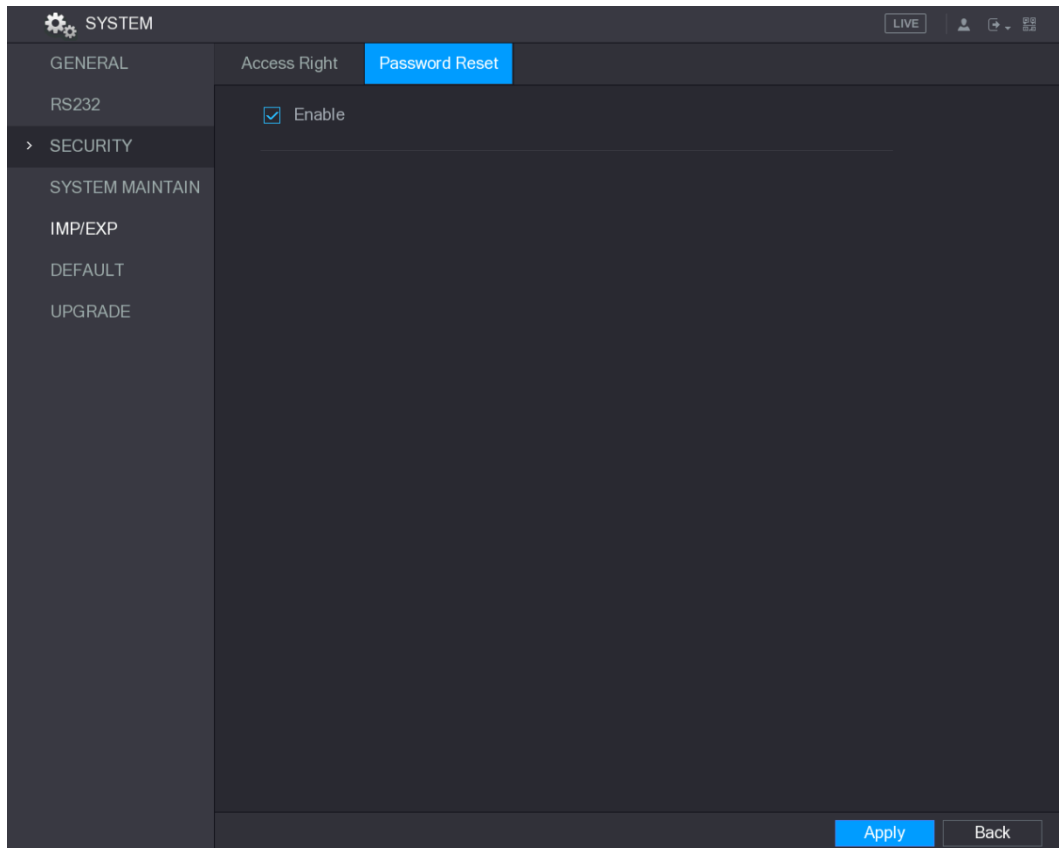 SYSTEM
LIVE
GENERAL
RS232
SECURITY
SYSTEM MAINTAIN
IMP/EXP
DEFAULT
UPGRADE
Access Right
Password Reset
Enable
Apply
Back